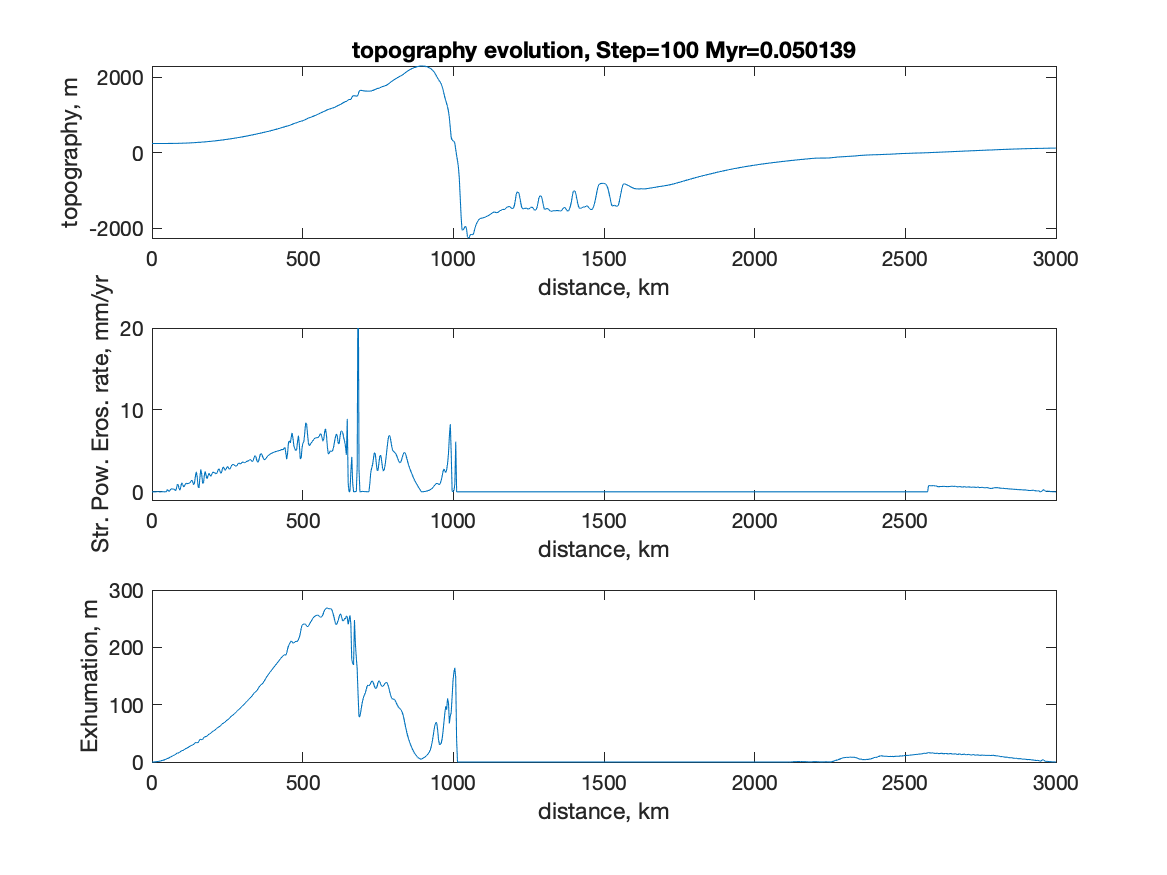 topography evolution, Step=100 Myr=0.050139
topography, m
2000
0
-2000
0 500 1000 1500 2000 2500 3000
distance, km
Str. Pow. Eros. rate, mm/yr
20
10
0
0 500 1000 1500 2000 2500
distance, km
Exhumation, m
300
200
100
0
0 500 1000 1500 2000 2500 3000
distance, km